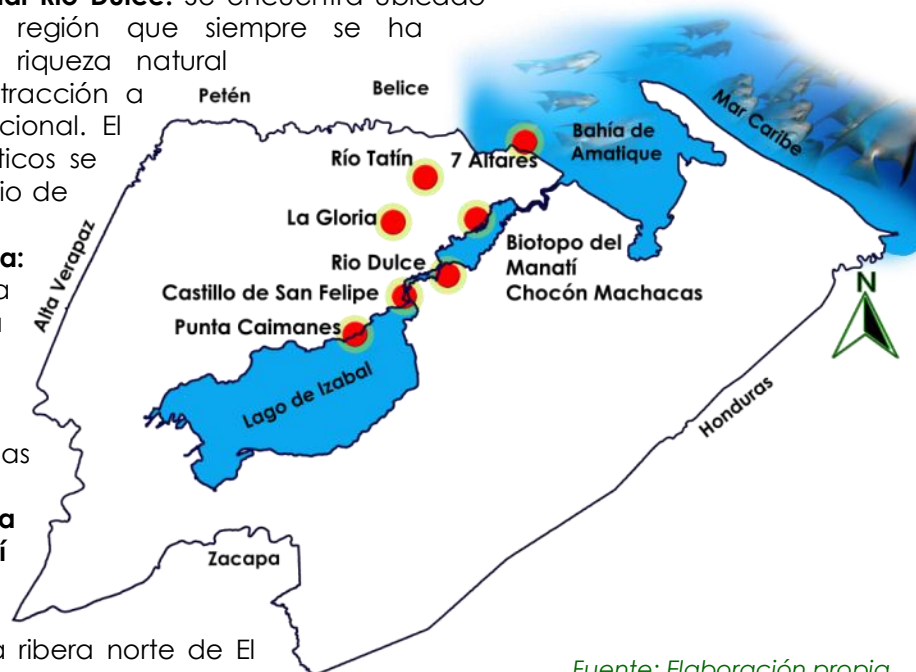 nal Río Dulce: Se encuentra ubicado
región que siempre se ha
riqueza natural
tracción a
cional. El
ticos se
io de
a:
a
as
a
í
a ribera norte de El
Petén
Belice
Mar Caribe
Bahía de
Amatique
Río Tatín
7 Altares
La Gloria
Rio Dulce
Biotopo del
Manatí
Chocón Machacas
Castillo de San Felipe
Punta Caimanes
Alta Verapaz
Lago de Izabal
N
Honduras
Zacapa
Fuente: Elaboración propia